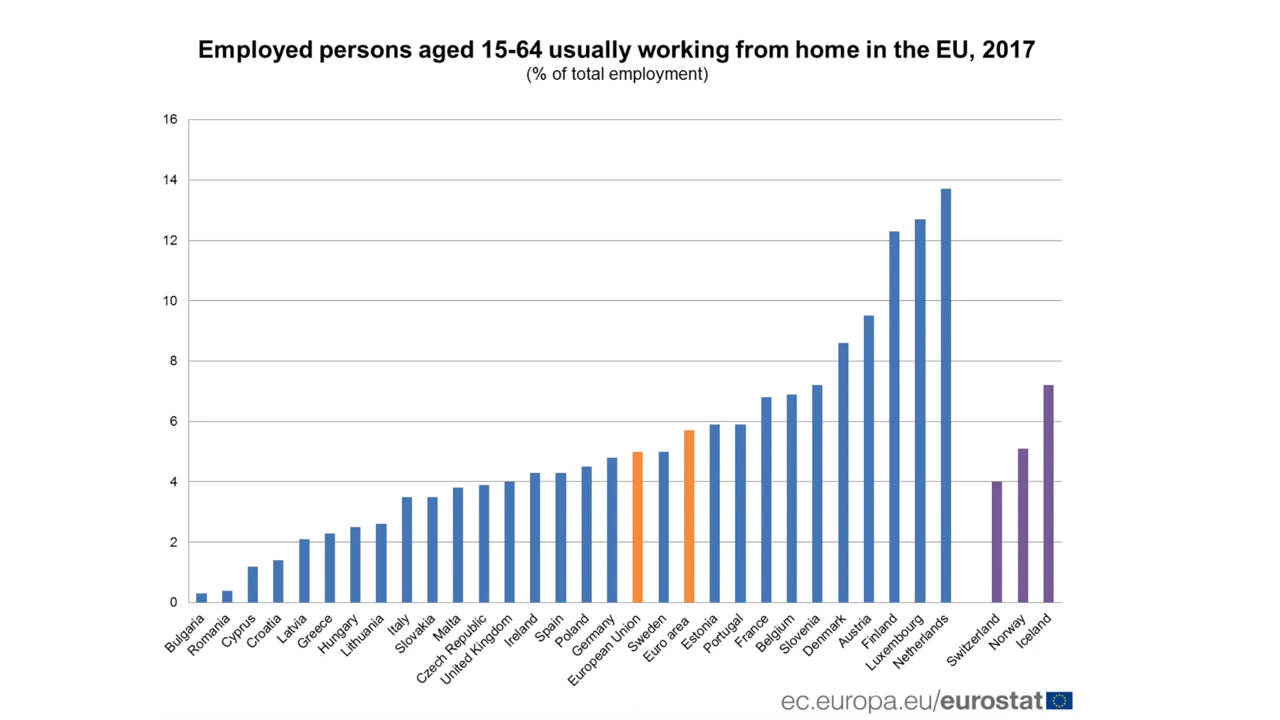 Employed persons aged 15-64 usually working from home in the EU, 2017
(% of total employment)
16
14
12
10
8
6
4
2
0
Bulgaria
Romania
Cyprus
Croatia
Latvia
Greece
Hungary
Lithuania
Italy
Slovakia
Malta
Czech Republic
United Kingdom
Ireland
Spain
Poland
Germany
European Union
Sweden
Euro area
Estonia
Portugal
France
Belgium
Slovenia
Denmark
Austria
Finland
Luxembourg
Netherlands
Switzerland
Norway
Iceland
ec.europa.eu/eurostat